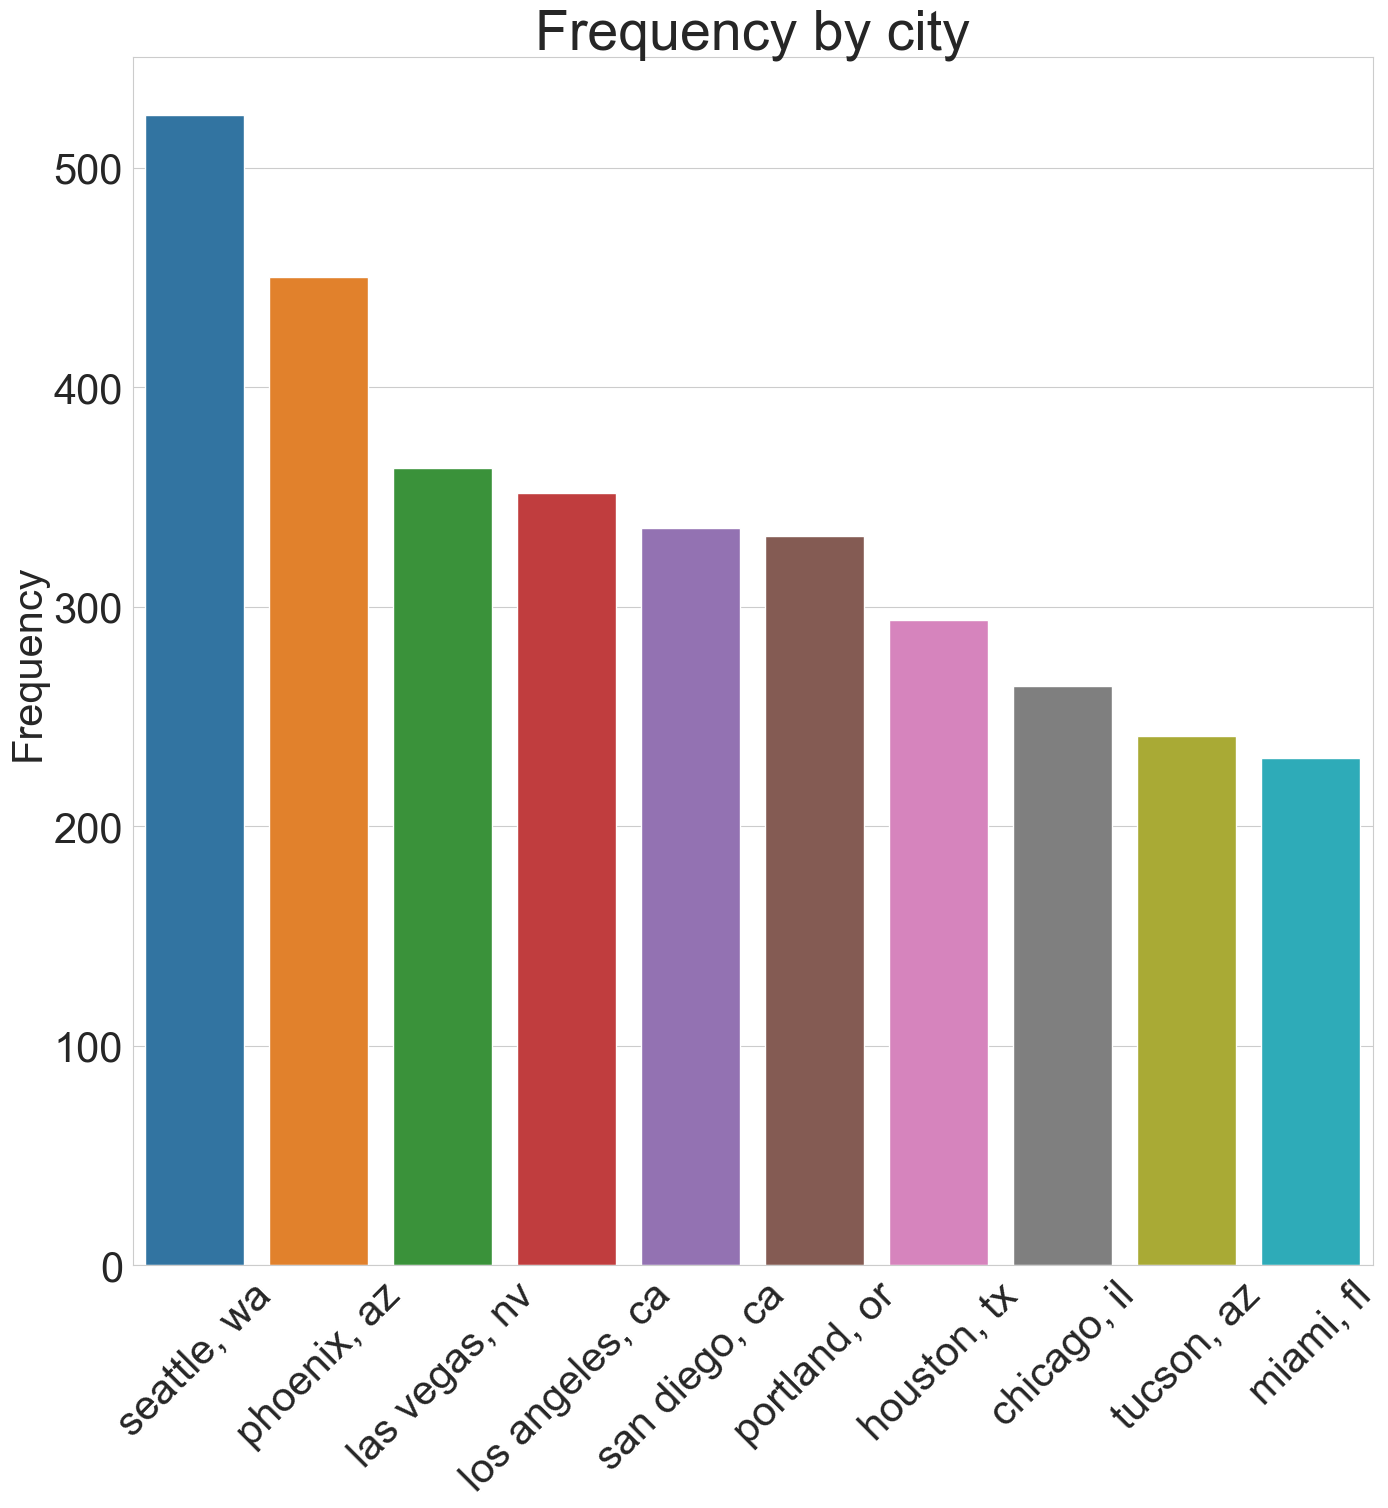 Frequency by city
Frequency
500
400
300
200
100
0
seattle, wa
phoenix, az
las vegas, nv
los angeles, ca
san diego, ca
portland, or
houston, tx
chicago, il
tucson, az
miami, fl